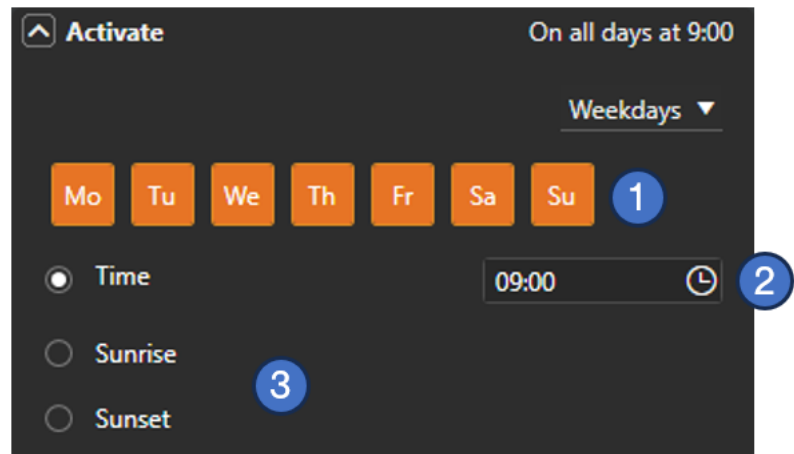 Activate On all days at 9:00
Weekdays
Mo Tu We Th Fr Sa Su 1
Time 09:00 2
Sunrise
3
Sunset